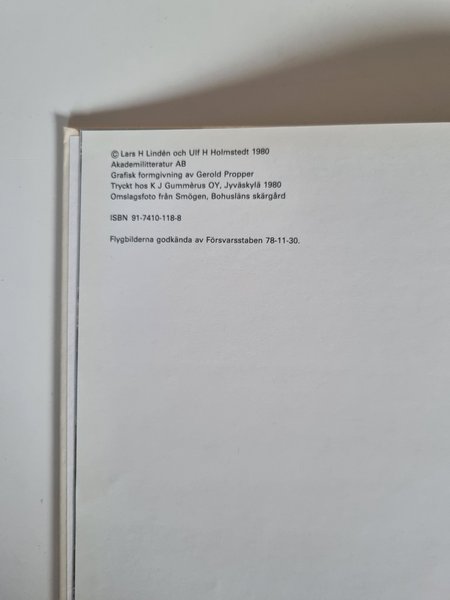 © Lars H Lindén och Ulf H Holmstedt 1980
Akademilitteratur AB
Grafisk formgivning av Gerold Propper
Tryckt hos K J Gummèrus OY, Jyväskylä 1980
Omslagsfoto från Smögen, Bohusläns skärgård
ISBN 91-7410-118-8
Flygbilderna godkända av Försvarsstaben 78-11-30.